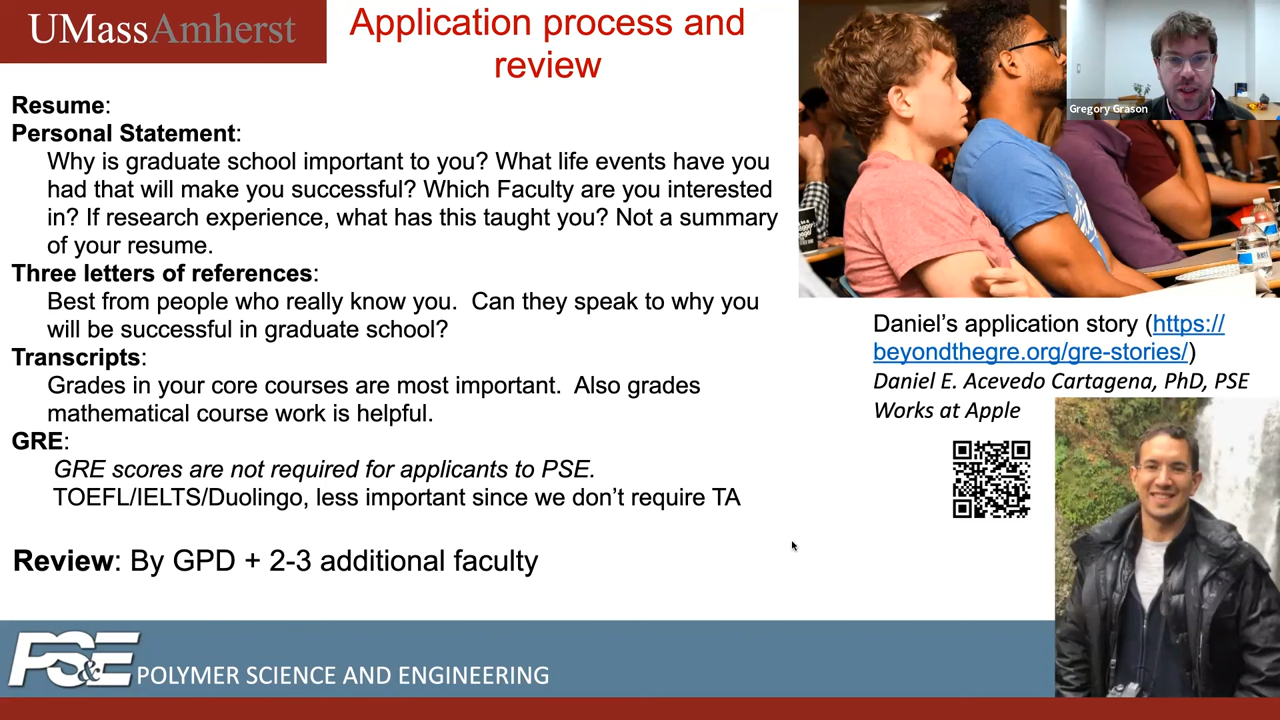 UMassAmherst
Application process and
review
Gregory Grason
Resume:
Personal Statement:
Why is graduate school important to you? What life events have you
had that will make you successful? Which Faculty are you interested
in? If research experience, what has this taught you? Not a summary
of your resume.
Three letters of references:
Best from people who really know you. Can they speak to why you
will be successful in graduate school?
Transcripts:
Grades in your core courses are most important. Also grades
mathematical course work is helpful.
GRE:
GRE scores are not required for applicants to PSE.
TOEFL/IELTS/Duolingo, less important since we don't require TA
Review: By GPD + 2-3 additional faculty
Daniel's application story (https://
beyondthegre.org/gre-stories/)
Daniel E. Acevedo Cartagena, PhD, PSE
Works at Apple
PS&E POLYMER SCIENCE AND ENGINEERING